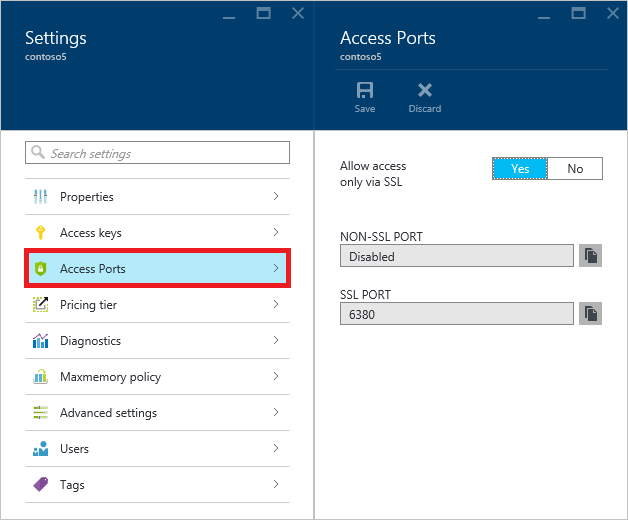 Settings
contoso5
Search settings
Properties
Access keys
Access Ports
Pricing tier
Diagnostics
Maxmemory policy
Advanced settings
Users
Tags
Access Ports
contoso5
Save
Discard
Allow access
only via SSL
Yes
No
NON-SSL PORT
Disabled
SSL PORT
6380